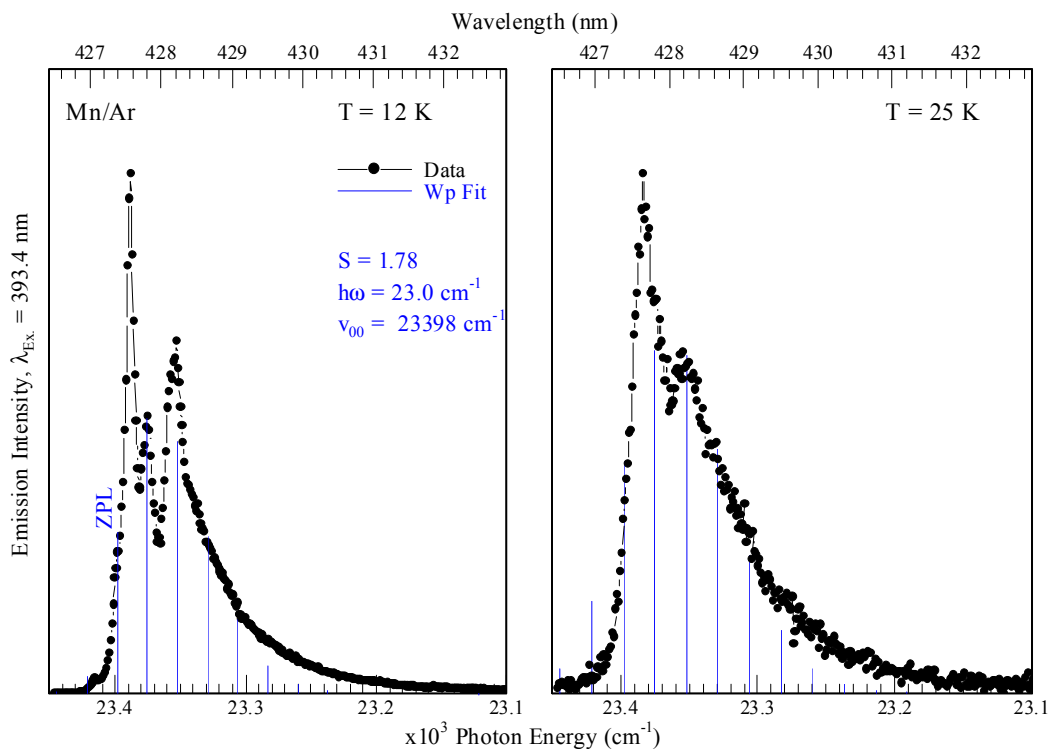 Wavelength (nm)
427 428 429 430 431 432
427 428 429 430 431 432
Mn/Ar
T = 12 K
T = 25 K
Data
Wp Fit
S = 1.78
hω = 23.0 cm⁻¹
v₀₀ = 23398 cm⁻¹
ZPL
Emission Intensity, λEx. = 393.4 nm
23.4 23.3 23.2 23.1
23.4 23.3 23.2 23.1
x10³ Photon Energy (cm⁻¹)